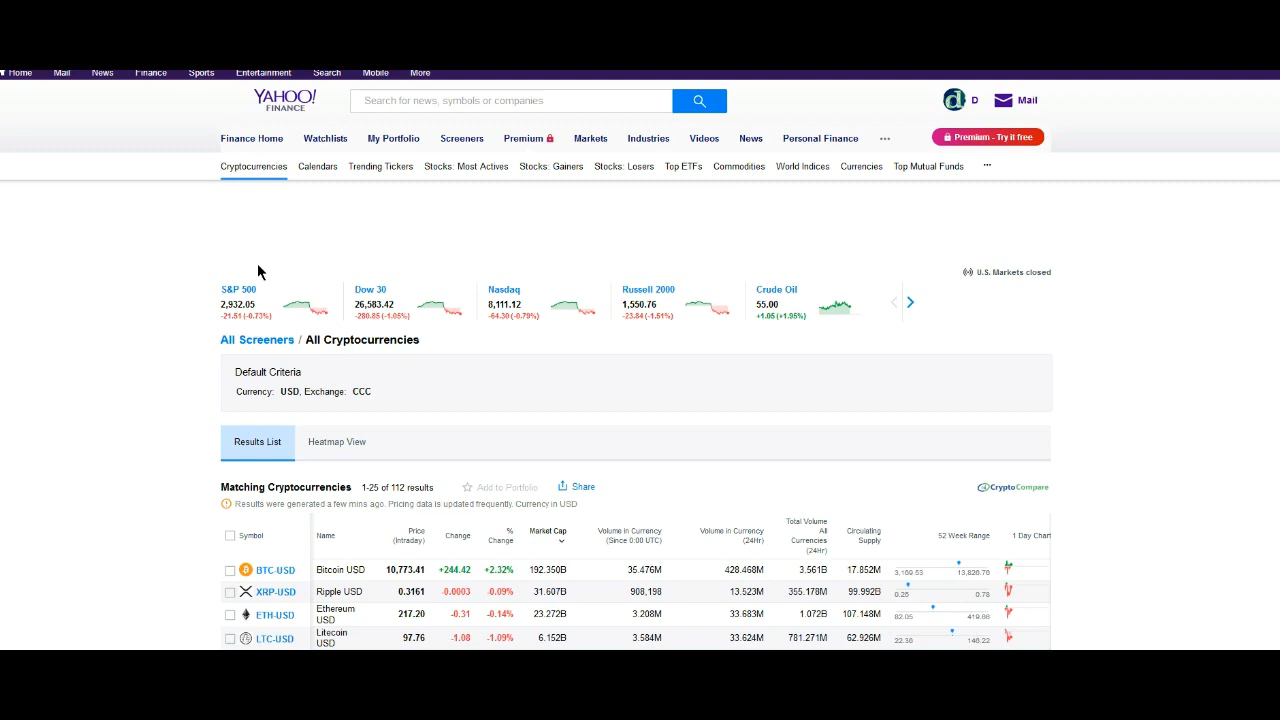 Home Mail News Finance Sports Entertainment Search Mobile More
YAHOO!
FINANCE
Search for news, symbols or companies
d D Mail
Finance Home Watchlists My Portfolio Screeners Premium Markets Industries Videos News Personal Finance ••• Premium - Try it free
Cryptocurrencies Calendars Trending Tickers Stocks: Most Actives Stocks: Gainers Stocks: Losers Top ETFs Commodities World Indices Currencies Top Mutual Funds •••
U.S. Markets closed
S&P 500 Dow 30 Nasdaq Russell 2000 Crude Oil
2,932.05 26,583.42 8,111.12 1,550.76 55.00
-21.51 (-0.73%) -280.85 (-1.05%) -64.30 (-0.79%) -23.84 (-1.51%) +1.05 (+1.95%)
All Screeners / All Cryptocurrencies
Default Criteria
Currency: USD, Exchange: CCC
Results List Heatmap View
Matching Cryptocurrencies 1-25 of 112 results Add to Portfolio Share CryptoCompare
Results were generated a few mins ago. Pricing data is updated frequently. Currency in USD
Symbol Name Price (Intraday) Change % Change Market Cap Volume in Currency (Since 0:00 UTC) Volume in Currency (24Hr) Total Volume All Currencies (24Hr) Circulating Supply 52 Week Range 1 Day Chart
BTC-USD Bitcoin USD 10,773.41 +244.42 +2.32% 192.350B 35.476M 428.468M 3.561B 17.852M 3,169.53 13,826.76
XRP-USD Ripple USD 0.3161 -0.0003 -0.09% 31.607B 908,198 13.523M 355.178M 99.992B 0.26 0.78
ETH-USD Ethereum USD 217.20 -0.31 -0.14% 23.272B 3.208M 33.683M 1.072B 107.148M 82.05 419.66
LTC-USD Litecoin USD 97.76 -1.08 -1.09% 6.152B 3.584M 33.624M 781.271M 62.926M 22.36 146.22